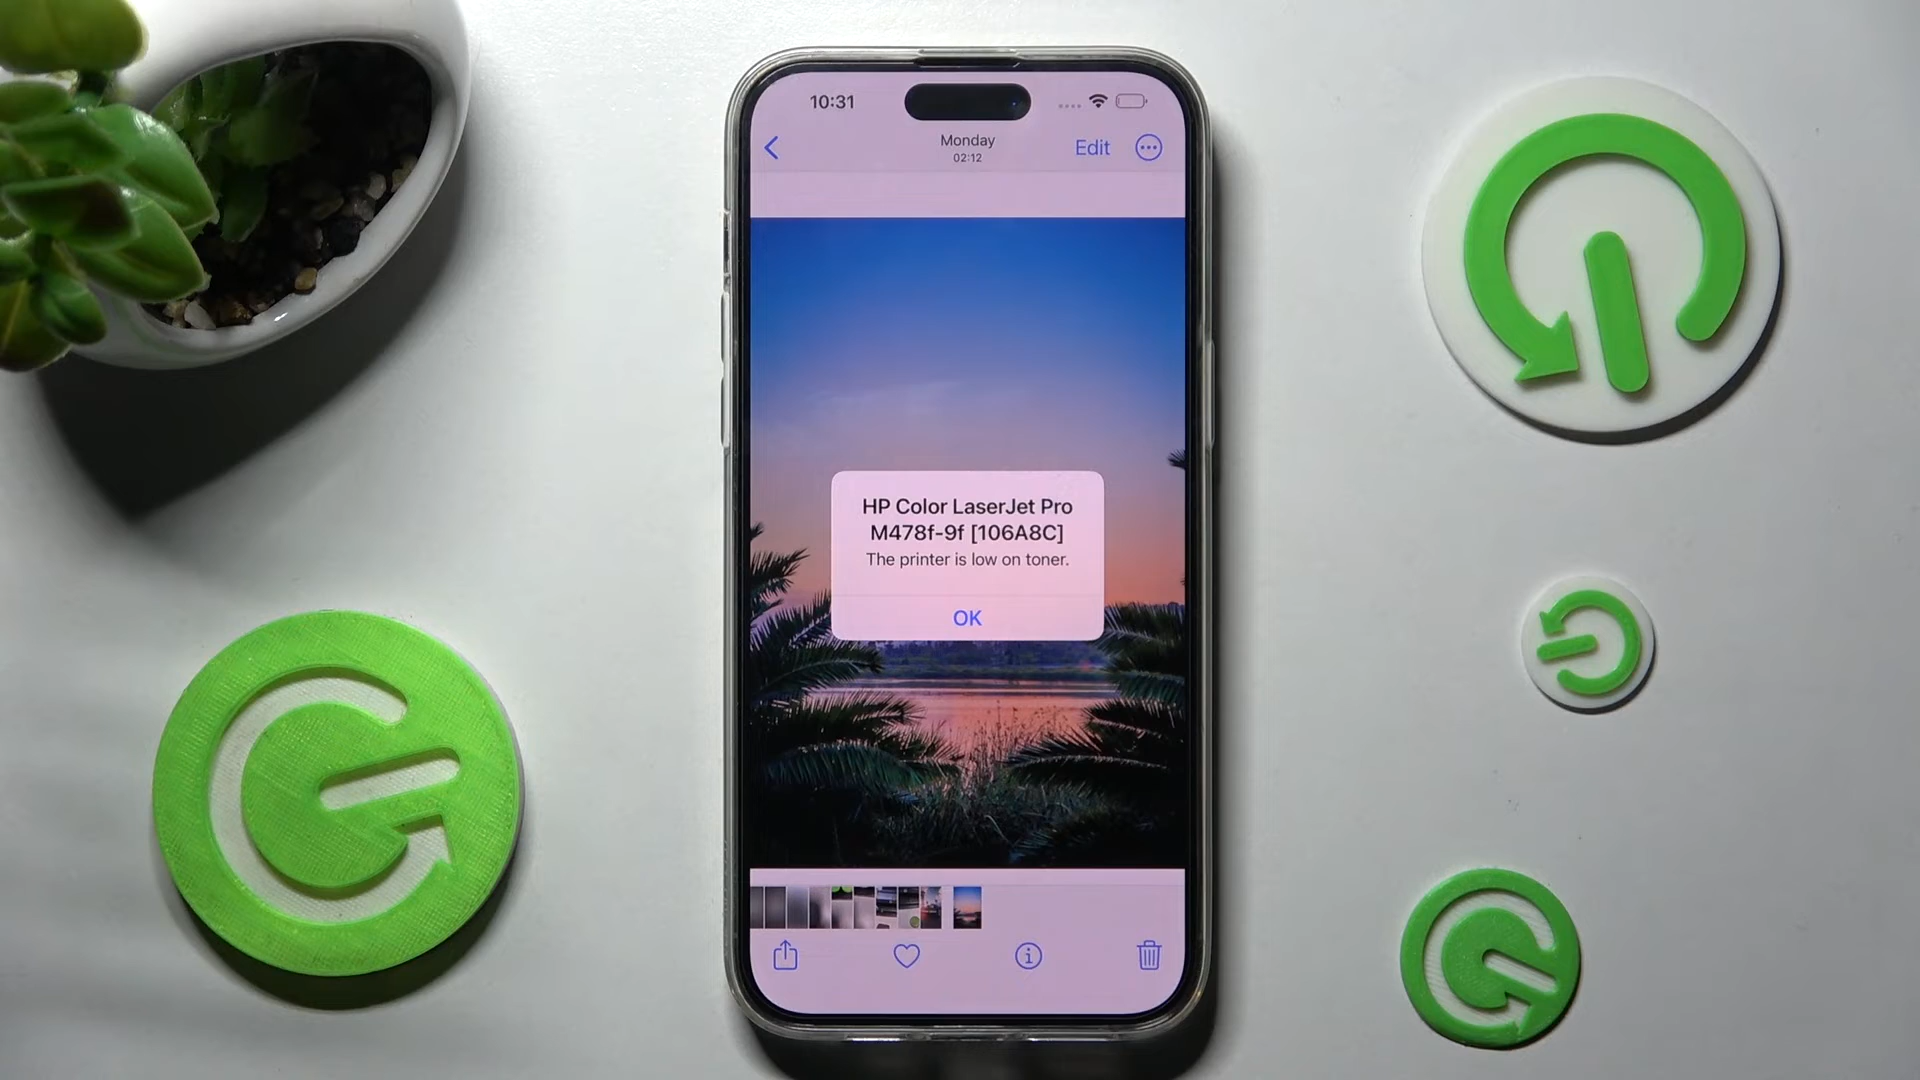 10:31
Monday
02:12
Edit
HP Color LaserJet Pro
M478f-9f [106A8C]
The printer is low on toner.
OK